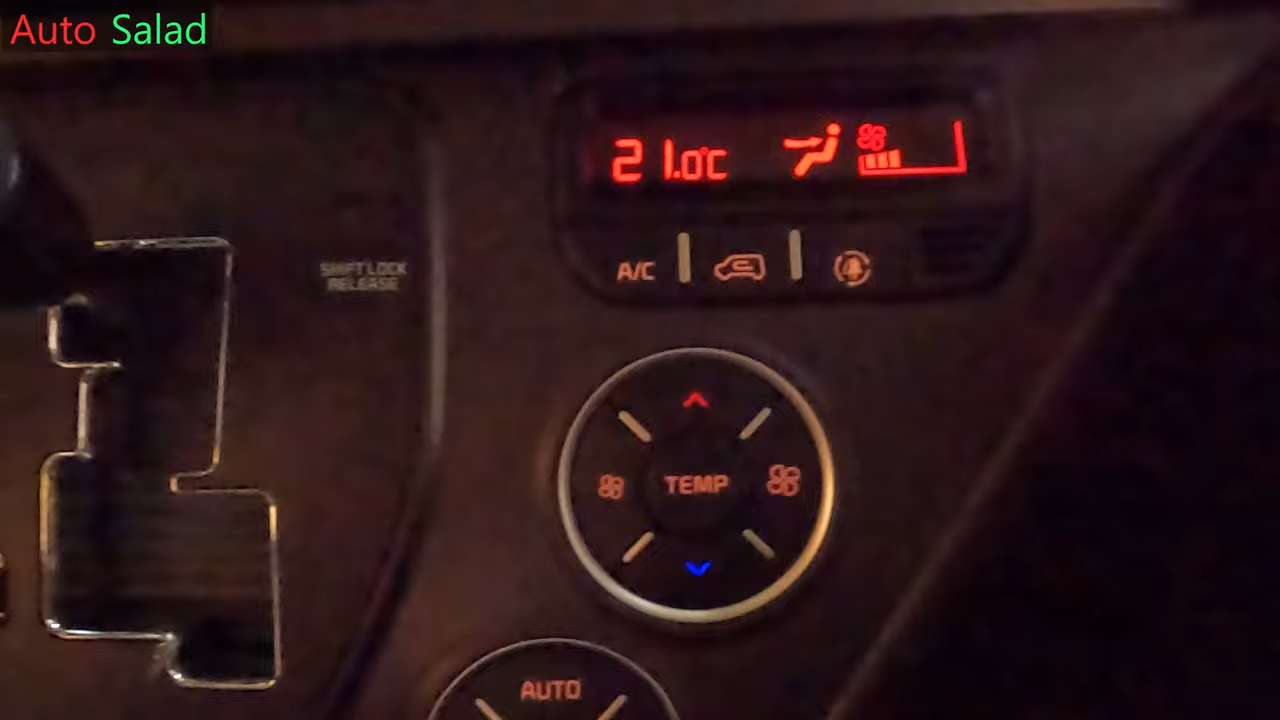 Auto Salad
21.0°C
A/C
SHIFT LOCK
RELEASE
TEMP
AUTO